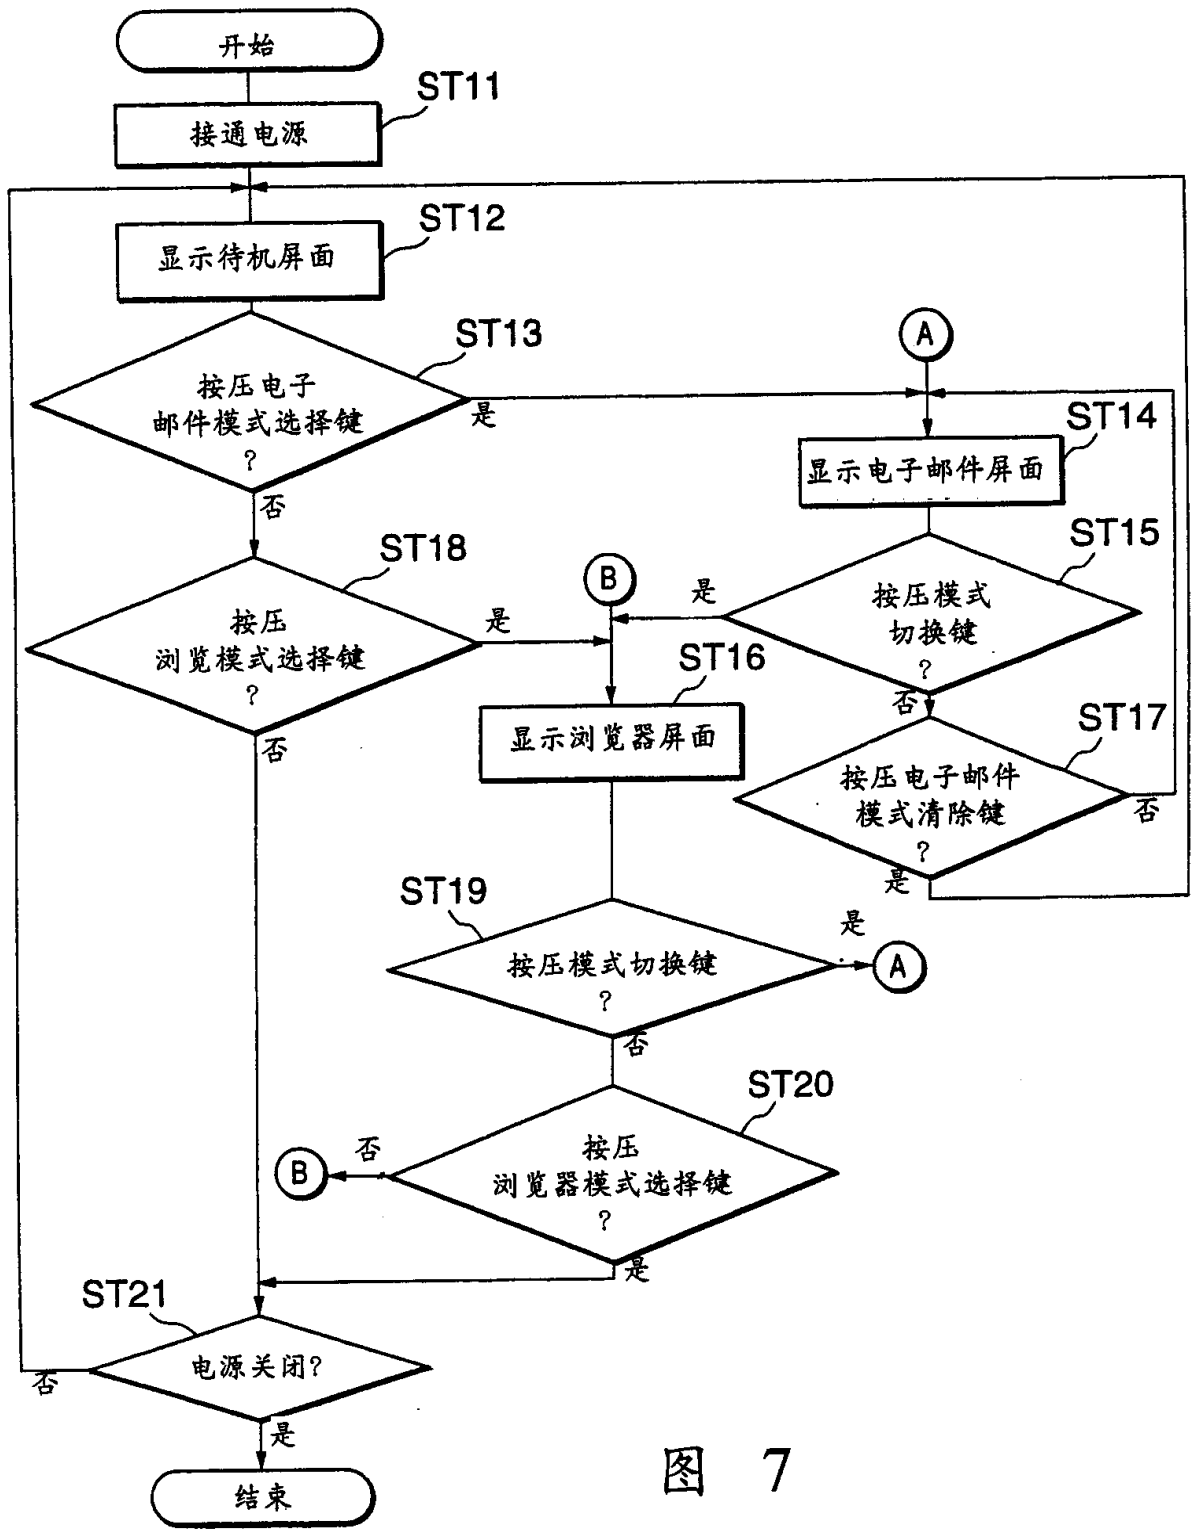 开始
ST11
接通电源
ST12
显示待机屏面
ST13
按压电子
邮件模式选择键
?
是
否
A
ST14
显示电子邮件屏面
ST15
按压模式
切换键
?
是
否
ST18
按压
浏览模式选择键
?
是
否
B
ST16
显示浏览器屏面
ST17
按压电子邮件
模式清除键
?
否
是
ST19
按压模式切换键
?
是
A
否
ST20
按压
浏览器模式选择键
?
否
B
是
ST21
电源关闭?
否
是
结束
图 7